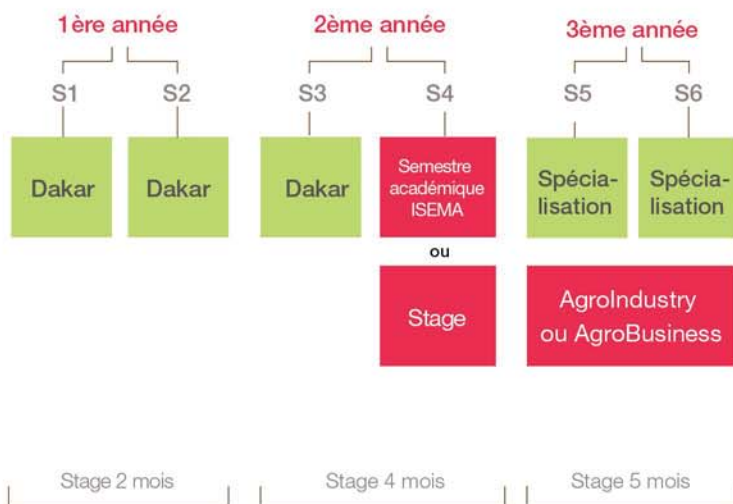 1ère année
2ème année
3ème année
S1
S2
S3
S4
S5
S6
Dakar
Dakar
Dakar
Semestre
académique
ISEMA
Spécia-
lisation
Spécia-
lisation
ou
Stage
AgroIndustry
ou AgroBusiness
Stage 2 mois
Stage 4 mois
Stage 5 mois